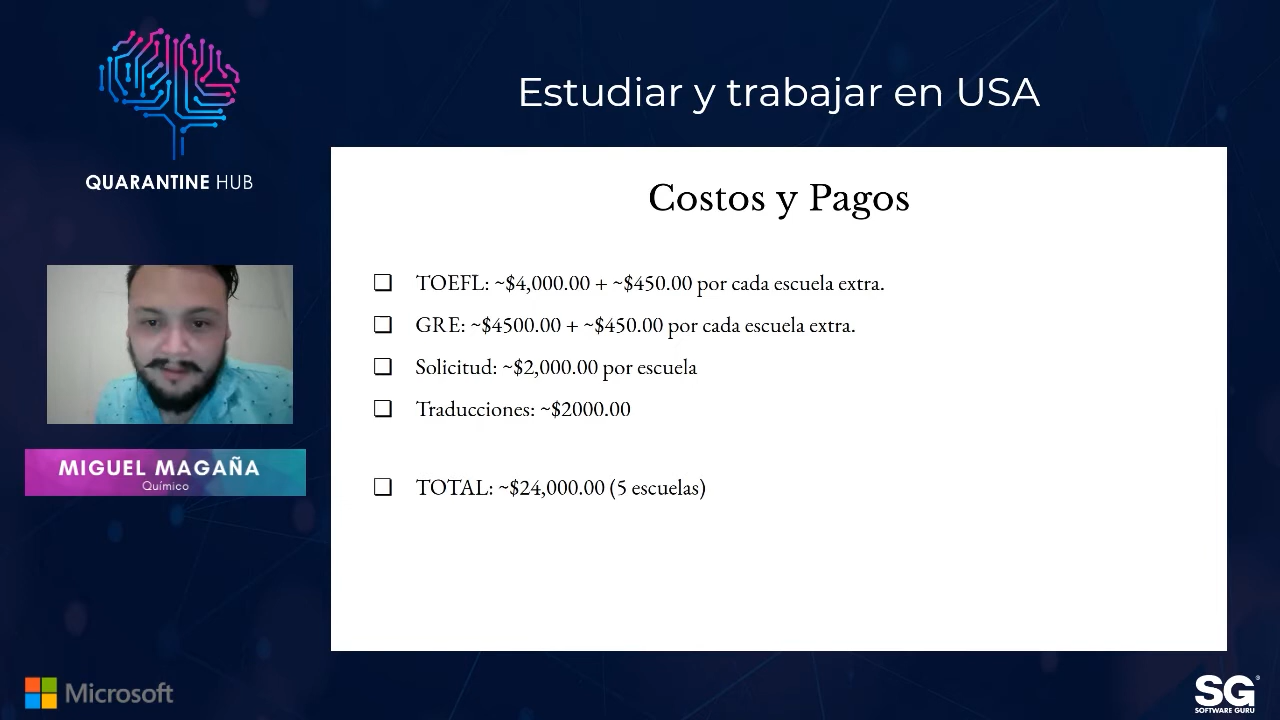 QUARANTINE HUB
Estudiar y trabajar en USA
Costos y Pagos
❏ TOEFL: ~$4,000.00 + ~$450.00 por cada escuela extra.
❏ GRE: ~$4500.00 + ~$450.00 por cada escuela extra.
❏ Solicitud: ~$2,000.00 por escuela
❏ Traducciones: ~$2000.00
❏ TOTAL: ~$24,000.00 (5 escuelas)
MIGUEL MAGAÑA
Químico
Microsoft
SG
SOFTWARE GURU